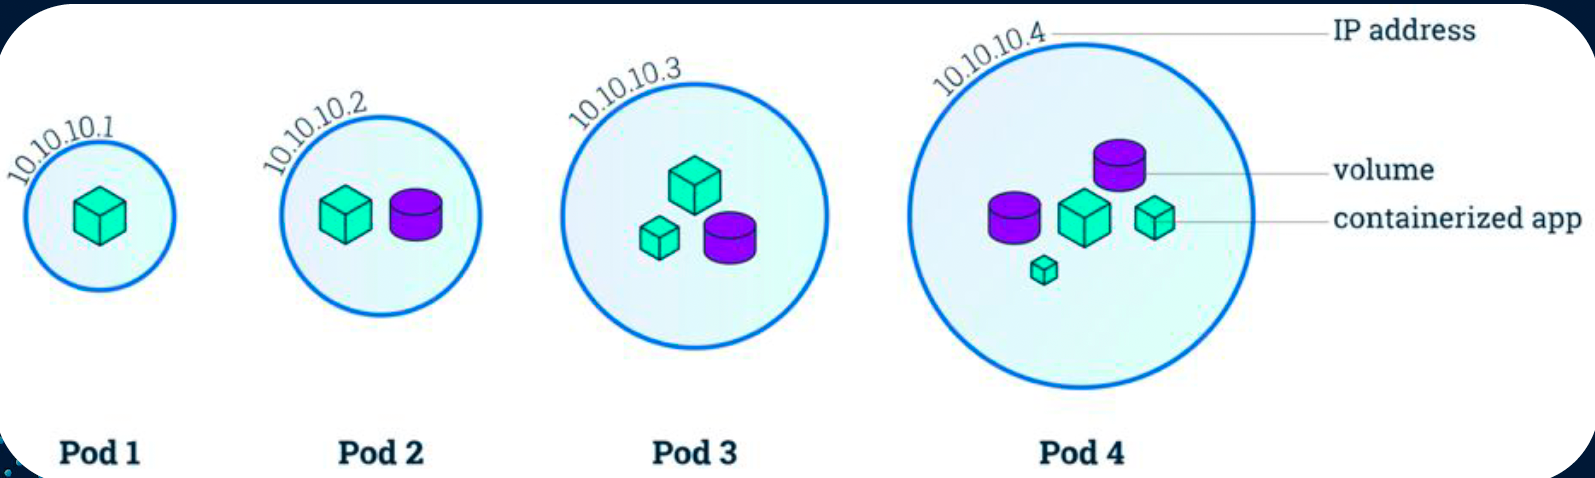 10.10.10.1
10.10.10.2
10.10.10.3
10.10.10.4
IP address
volume
containerized app
Pod 1
Pod 2
Pod 3
Pod 4